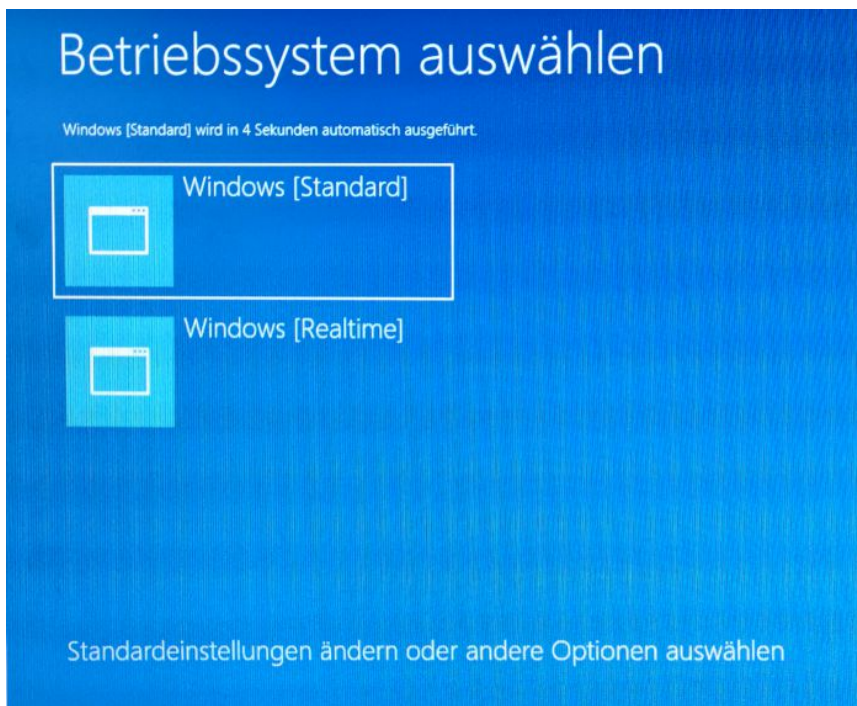 Betriebssystem auswählen
Windows [Standard] wird in 4 Sekunden automatisch ausgeführt.
Windows [Standard]
Windows [Realtime]
Standardeinstellungen ändern oder andere Optionen auswählen